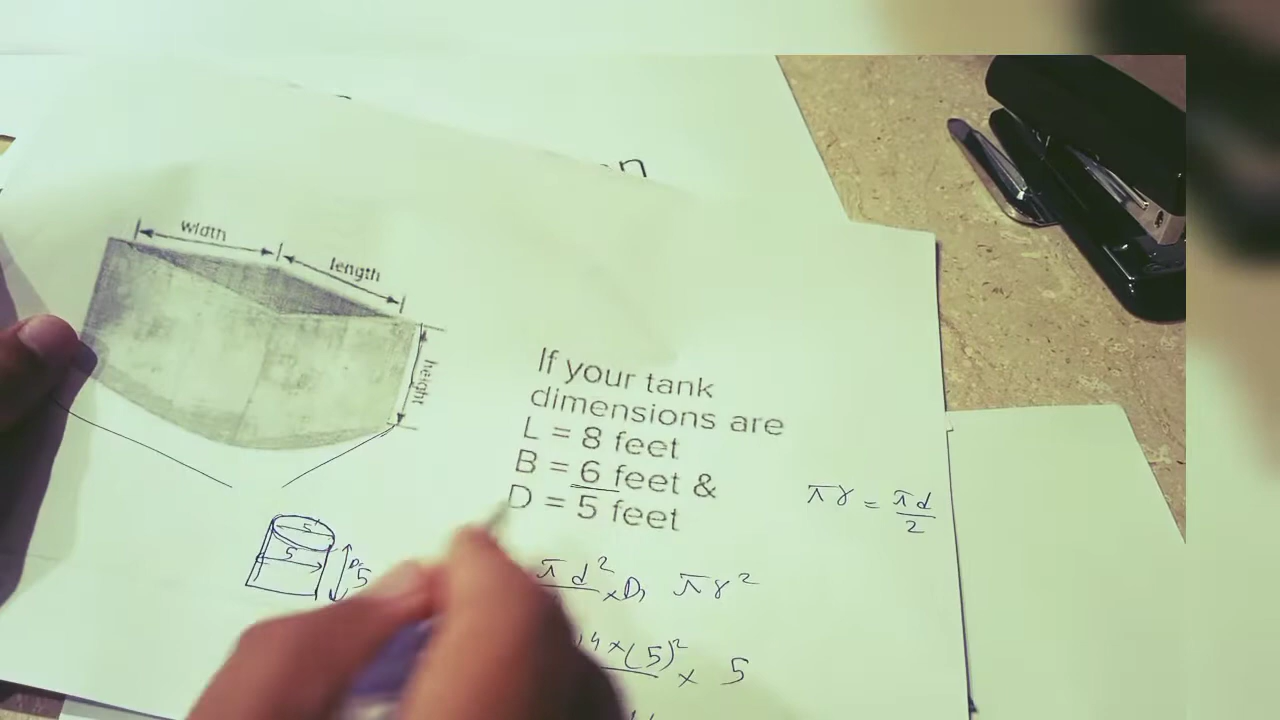 width
length
height
If your tank
dimensions are
L = 8 feet
B = 6 feet &
D = 5 feet
πr = πd/2
5'
5
D = 5
πd² × D, πr²
4×(5)² × 5